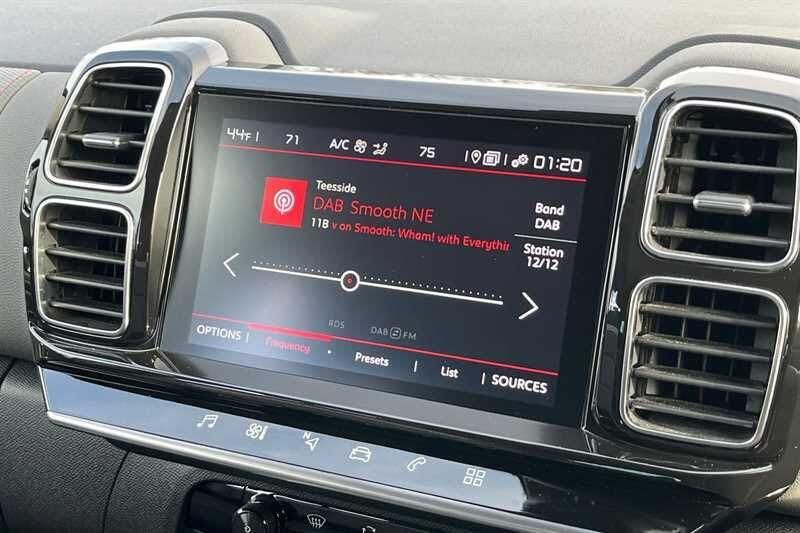 44°F 71 A/C 75 01:20
Teesside
DAB Smooth NE
11B v on Smooth: Wham! with Everythin
Band
DAB
Station
12/12
RDS DAB FM
OPTIONS Frequency Presets List SOURCES
N